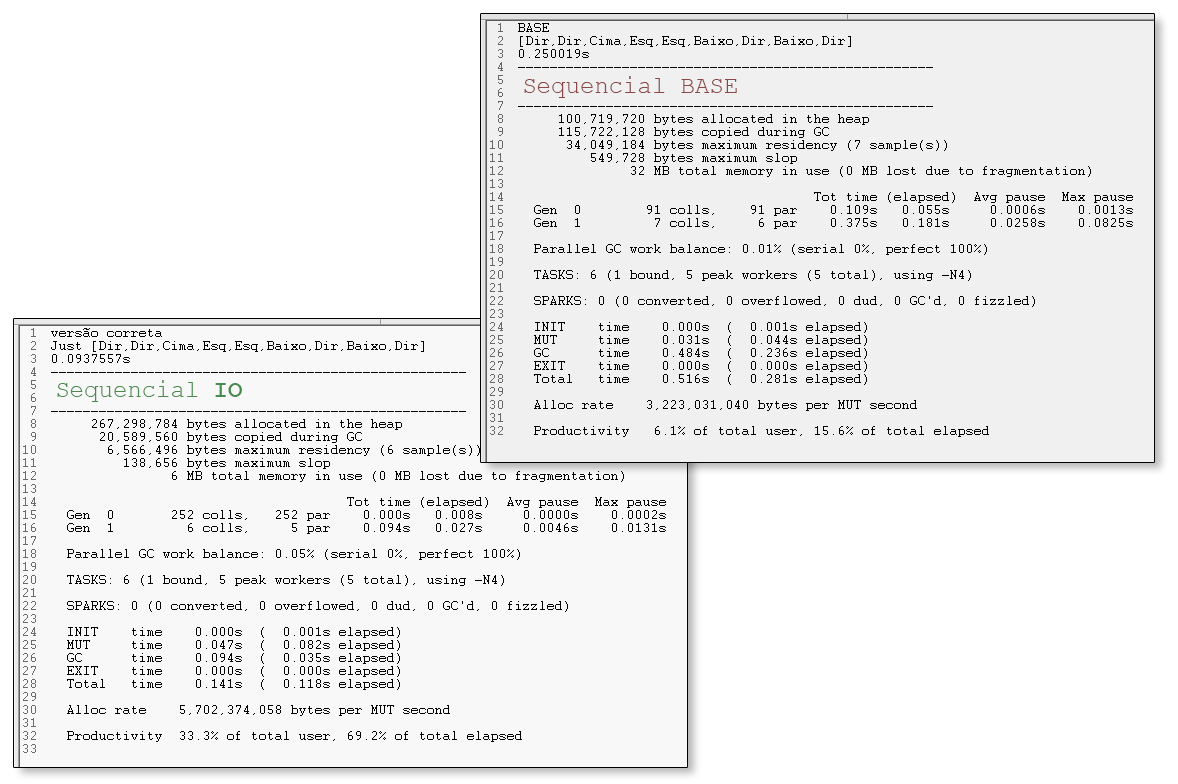 1 BASE
2 [Dir,Dir,Cima,Esq,Esq,Baixo,Dir,Baixo,Dir]
3 0.250019s
4 ----------------------------------------------------
5 Sequencial BASE
6
7 ----------------------------------------------------
8 100,719,720 bytes allocated in the heap
9 115,722,128 bytes copied during GC
10 34,049,184 bytes maximum residency (7 sample(s))
11 549,728 bytes maximum slop
12 32 MB total memory in use (0 MB lost due to fragmentation)
13
14 Tot time (elapsed) Avg pause Max pause
15 Gen 0 91 colls, 91 par 0.109s 0.055s 0.0006s 0.0013s
16 Gen 1 7 colls, 6 par 0.375s 0.181s 0.0258s 0.0825s
17
18 Parallel GC work balance: 0.01% (serial 0%, perfect 100%)
19
20 TASKS: 6 (1 bound, 5 peak workers (5 total), using -N4)
21
22 SPARKS: 0 (0 converted, 0 overflowed, 0 dud, 0 GC'd, 0 fizzled)
23
24 INIT time 0.000s ( 0.001s elapsed)
25 MUT time 0.031s ( 0.044s elapsed)
26 GC time 0.484s ( 0.236s elapsed)
27 EXIT time 0.000s ( 0.000s elapsed)
28 Total time 0.516s ( 0.281s elapsed)
29
30 Alloc rate 3,223,031,040 bytes per MUT second
31
32 Productivity 6.1% of total user, 15.6% of total elapsed
1 versão correta
2 Just [Dir,Dir,Cima,Esq,Esq,Baixo,Dir,Baixo,Dir]
3 0.0937557s
4 ----------------------------------------------------
5 Sequencial IO
6
7 ----------------------------------------------------
8 267,298,784 bytes allocated in the heap
9 20,589,560 bytes copied during GC
10 6,566,496 bytes maximum residency (6 sample(s))
11 138,656 bytes maximum slop
12 6 MB total memory in use (0 MB lost due to fragmentation)
13
14 Tot time (elapsed) Avg pause Max pause
15 Gen 0 252 colls, 252 par 0.000s 0.008s 0.0000s 0.0002s
16 Gen 1 6 colls, 5 par 0.094s 0.027s 0.0046s 0.0131s
17
18 Parallel GC work balance: 0.05% (serial 0%, perfect 100%)
19
20 TASKS: 6 (1 bound, 5 peak workers (5 total), using -N4)
21
22 SPARKS: 0 (0 converted, 0 overflowed, 0 dud, 0 GC'd, 0 fizzled)
23
24 INIT time 0.000s ( 0.001s elapsed)
25 MUT time 0.047s ( 0.082s elapsed)
26 GC time 0.094s ( 0.035s elapsed)
27 EXIT time 0.000s ( 0.000s elapsed)
28 Total time 0.141s ( 0.118s elapsed)
29
30 Alloc rate 5,702,374,058 bytes per MUT second
31
32 Productivity 33.3% of total user, 69.2% of total elapsed
33